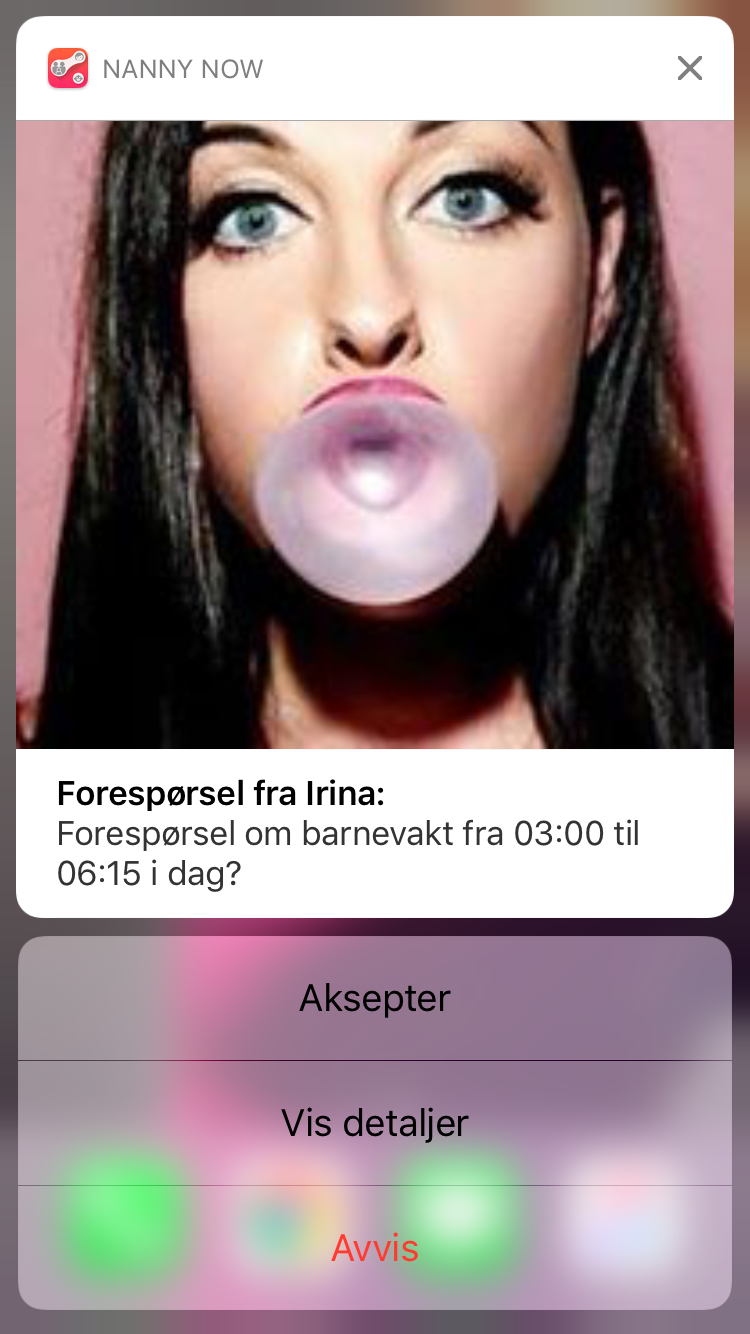 NANNY NOW
Forespørsel fra Irina:
Forespørsel om barnevakt fra 03:00 til
06:15 i dag?
Aksepter
Vis detaljer
Avvis